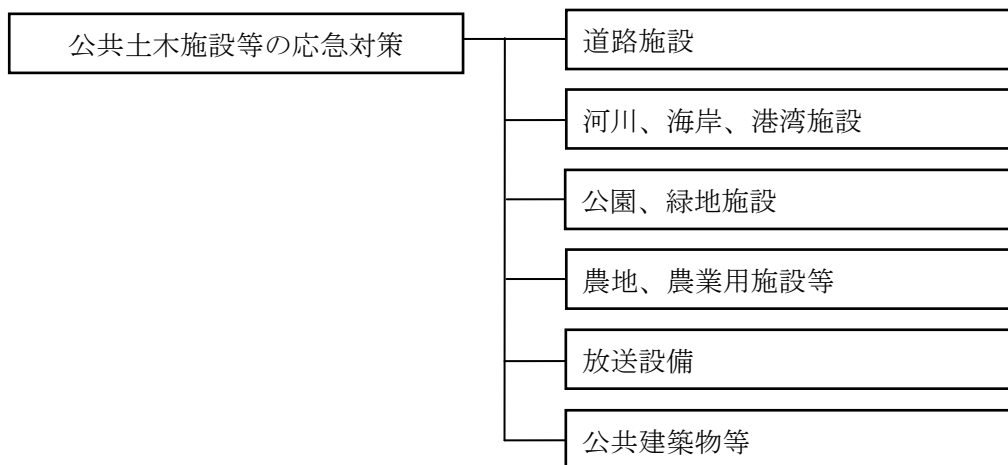 公共土木施設等の応急対策
道路施設
河川、海岸、港湾施設
公園、緑地施設
農地、農業用施設等
放送設備
公共建築物等